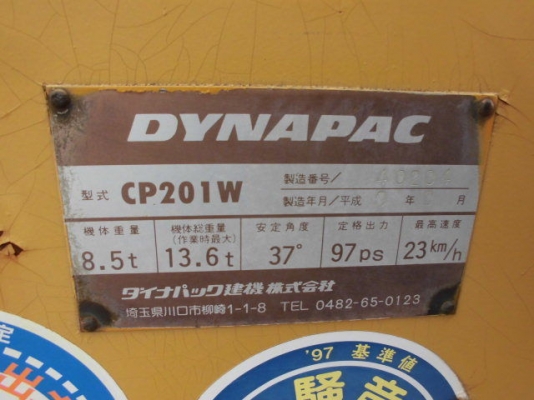 DYNAPAC
型式 CP201W
製造番号/
製造年月/平成 年 月
機体重量 機体総重量 (作業時最大) 安定角度 定格出力 最高速度
8.5t 13.6t 37° 97ps 23km/h
ダイナパック建機株式会社
埼玉県川口市柳崎1-1-8 TEL 0482-65-0123
'97 基準値
騒音